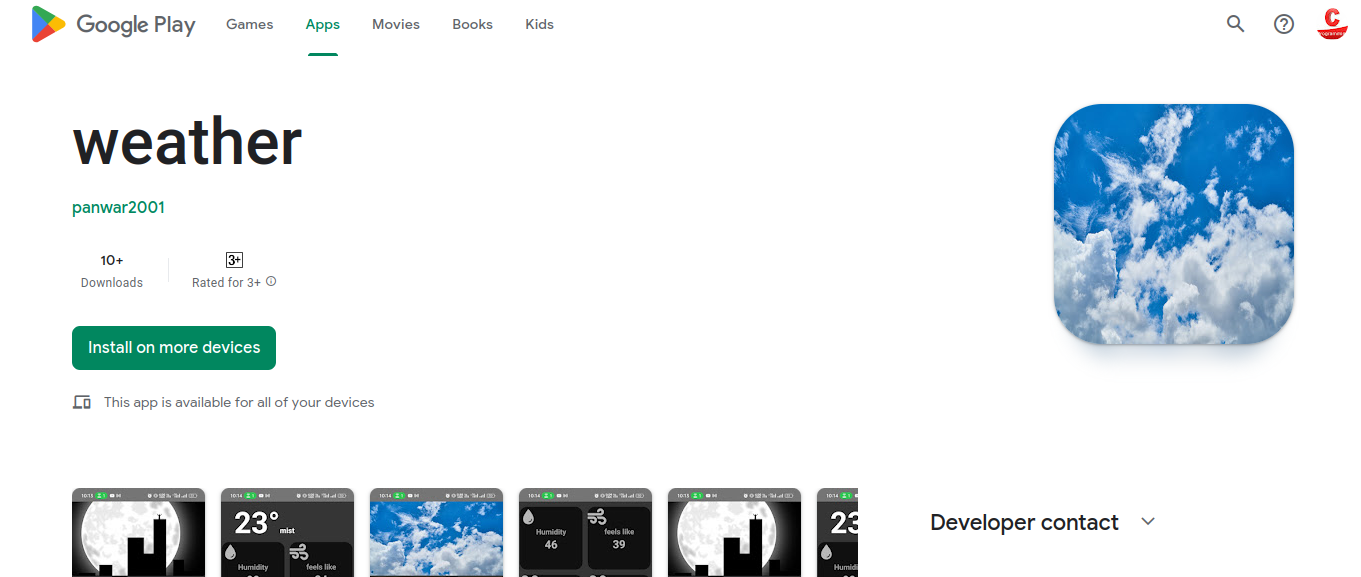 Google Play Games Apps Movies Books Kids
C
weather
panwar2001
10+ 3+
Downloads Rated for 3+
Install on more devices
This app is available for all of your devices
10:13 10:14 10:14 10:13 10:14
23° mist
Humidity feels like
Humidity 46 feels like 39
23
Developer contact